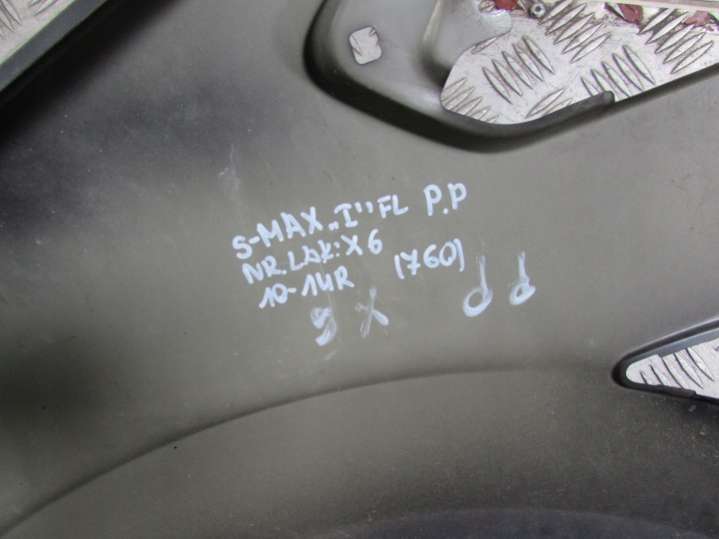 S-MAX „I'' FL P.P
NR.LAK: X6
10-14R (760)
S X